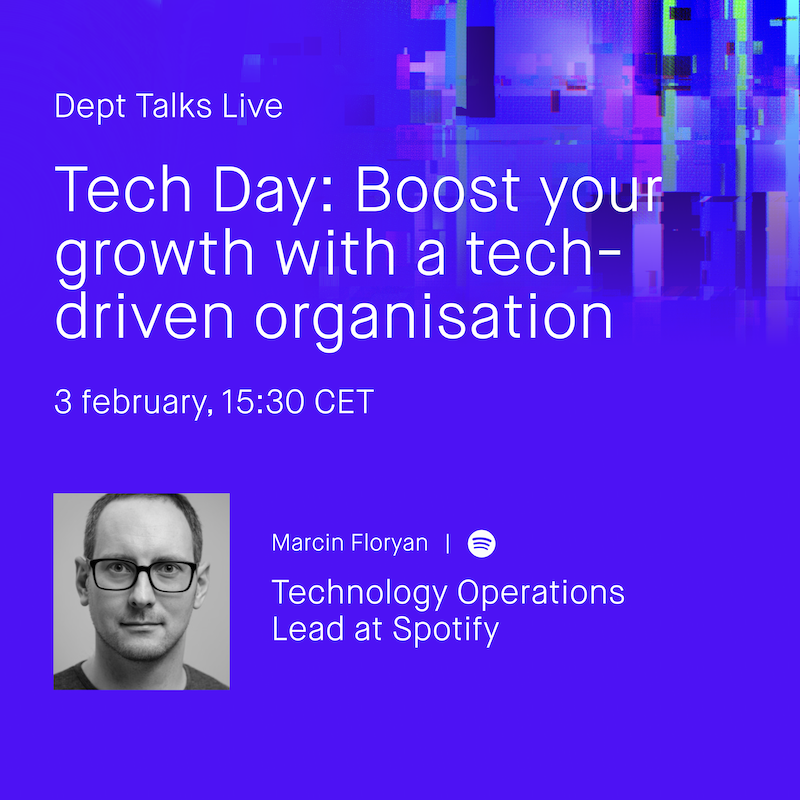 Dept Talks Live
Tech Day: Boost your
growth with a tech-
driven organisation
3 february, 15:30 CET
Marcin Floryan |
Technology Operations
Lead at Spotify